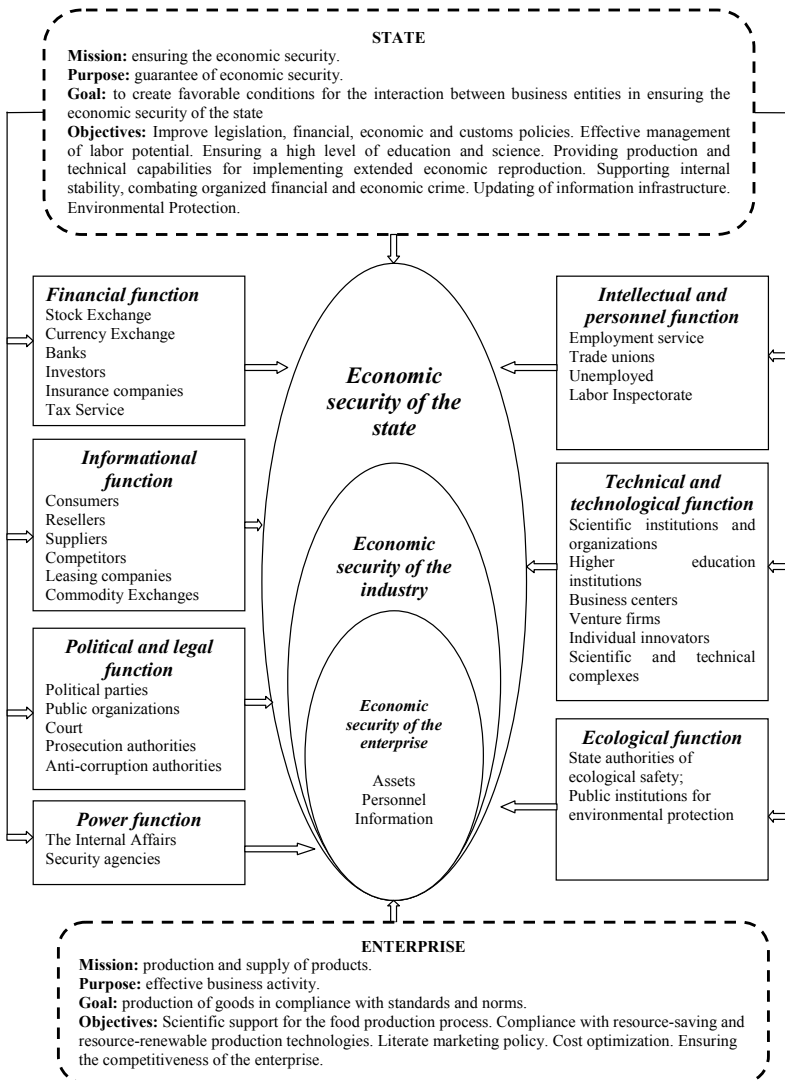 STATE
Mission: ensuring the economic security.
Purpose: guarantee of economic security.
Goal: to create favorable conditions for the interaction between business entities in ensuring the
economic security of the state
Objectives: Improve legislation, financial, economic and customs policies. Effective management
of labor potential. Ensuring a high level of education and science. Providing production and
technical capabilities for implementing extended economic reproduction. Supporting internal
stability, combating organized financial and economic crime. Updating of information infrastructure.
Environmental Protection.
Financial function
Stock Exchange
Currency Exchange
Banks
Investors
Insurance companies
Tax Service
Informational
function
Consumers
Resellers
Suppliers
Competitors
Leasing companies
Commodity Exchanges
Political and legal
function
Political parties
Public organizations
Court
Prosecution authorities
Anti-corruption authorities
Power function
The Internal Affairs
Security agencies
Economic
security of the
state
Economic
security of the
industry
Economic
security of the
enterprise
Assets
Personnel
Information
Intellectual and
personnel function
Employment service
Trade unions
Unemployed
Labor Inspectorate
Technical and
technological function
Scientific institutions and
organizations
Higher education
institutions
Business centers
Venture firms
Individual innovators
Scientific and technical
complexes
Ecological function
State authorities of
ecological safety;
Public institutions for
environmental protection
ENTERPRISE
Mission: production and supply of products.
Purpose: effective business activity.
Goal: production of goods in compliance with standards and norms.
Objectives: Scientific support for the food production process. Compliance with resource-saving and
resource-renewable production technologies. Literate marketing policy. Cost optimization. Ensuring
the competitiveness of the enterprise.